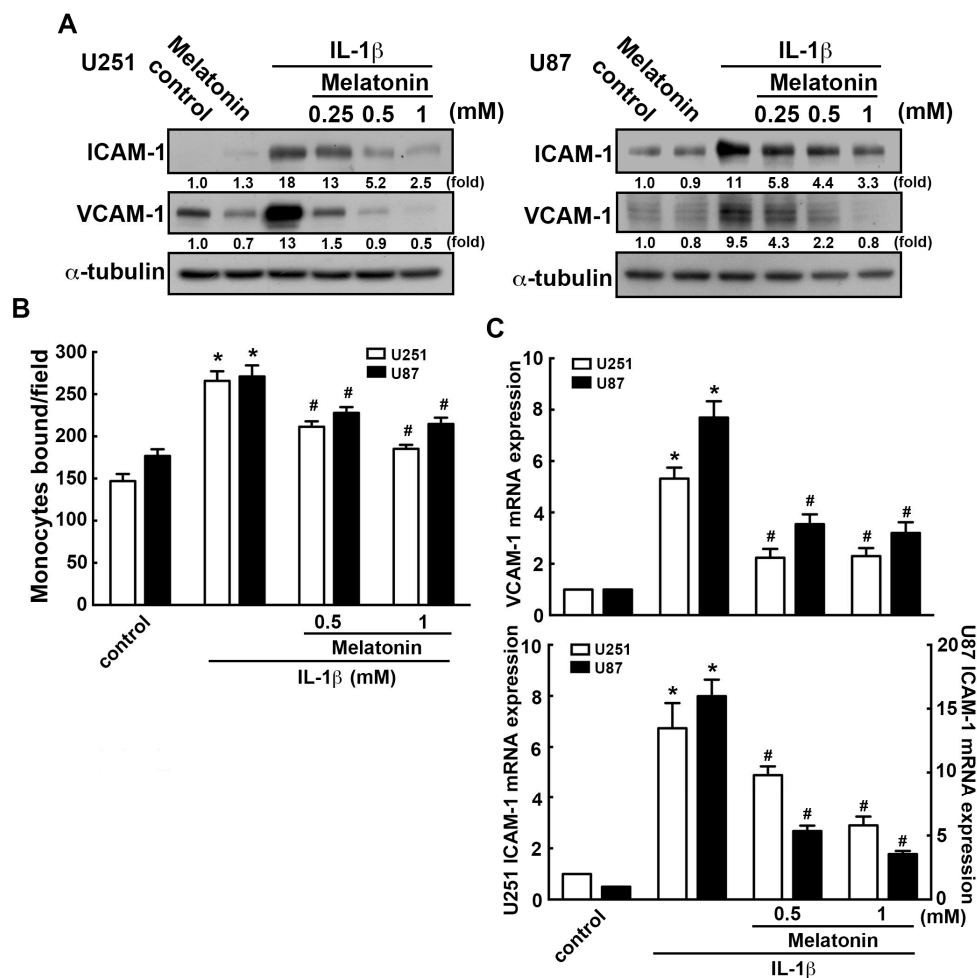 A
U251
control
Melatonin
IL-1β
Melatonin
0.25 0.5 1 (mM)
ICAM-1
1.0 1.3 18 13 5.2 2.5 (fold)
VCAM-1
1.0 0.7 13 1.5 0.9 0.5 (fold)
α-tubulin
U87
control
Melatonin
IL-1β
Melatonin
0.25 0.5 1 (mM)
ICAM-1
1.0 0.9 11 5.8 4.4 3.3 (fold)
VCAM-1
1.0 0.8 9.5 4.3 2.2 0.8 (fold)
α-tubulin
B
Monocytes bound/field
300
250
200
150
100
50
0
U251
U87
* *
# #
# #
control
0.5 1
Melatonin
IL-1β (mM)
C
VCAM-1 mRNA expression
10
8
6
4
2
0
U251
U87
* *
# #
# #
U251 ICAM-1 mRNA expression
10
8
6
4
2
0
U251
U87
* *
# #
# #
20
15
10
5
0
U87 ICAM-1 mRNA expression
control
0.5 1 (mM)
Melatonin
IL-1β